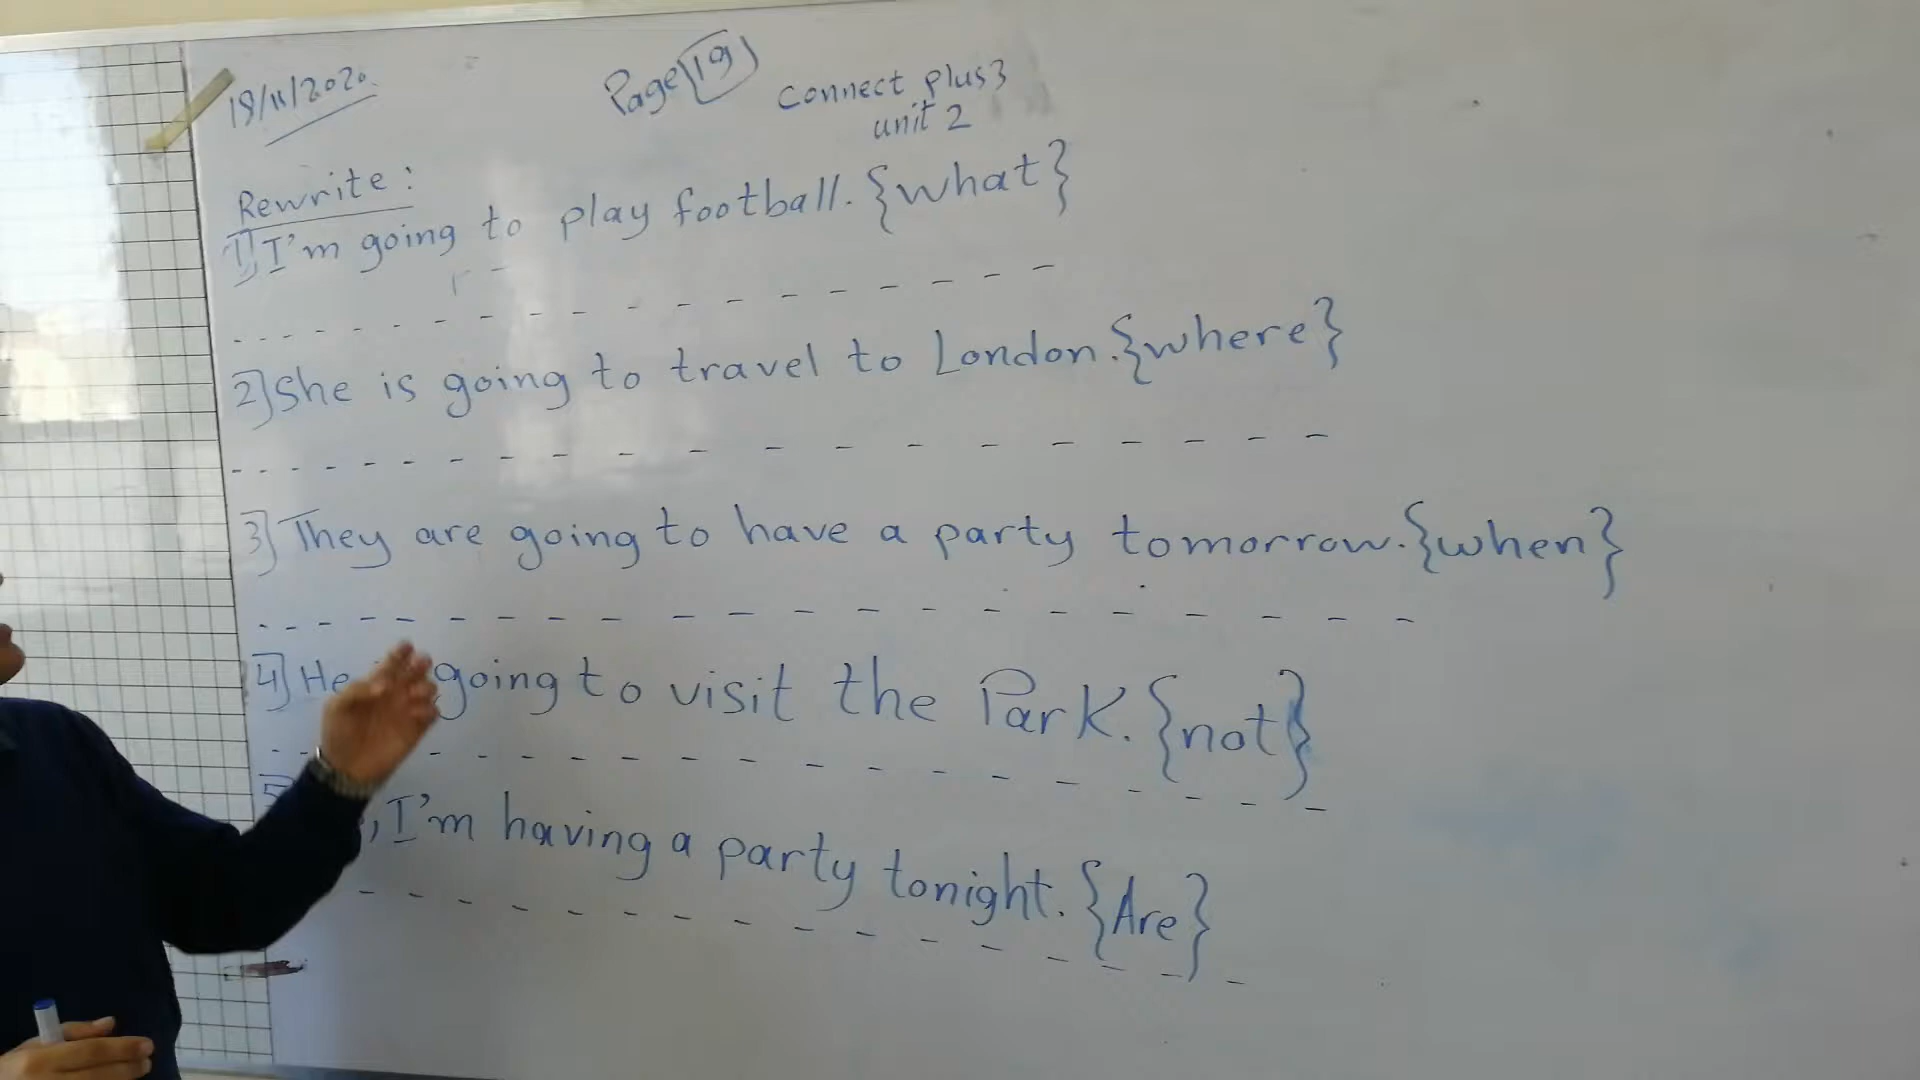 18/11/2020
Page 19
Connect plus3
unit 2
Rewrite:
1) I'm going to play football. {what}
2) She is going to travel to London. {where}
3) They are going to have a party tomorrow. {when}
4) He going to visit the Park. {not}
5
, I'm having a party tonight. {Are}